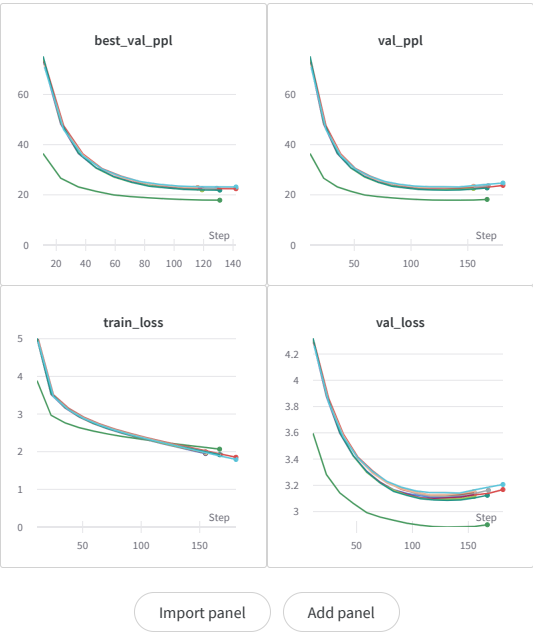 best_val_ppl
60
40
20
0
Step
20 40 60 80 100 120 140
val_ppl
60
40
20
0
Step
50 100 150
train_loss
5
4
3
2
1
0
Step
50 100 150
val_loss
4.2
4
3.8
3.6
3.4
3.2
3
Step
50 100 150
Import panel
Add panel